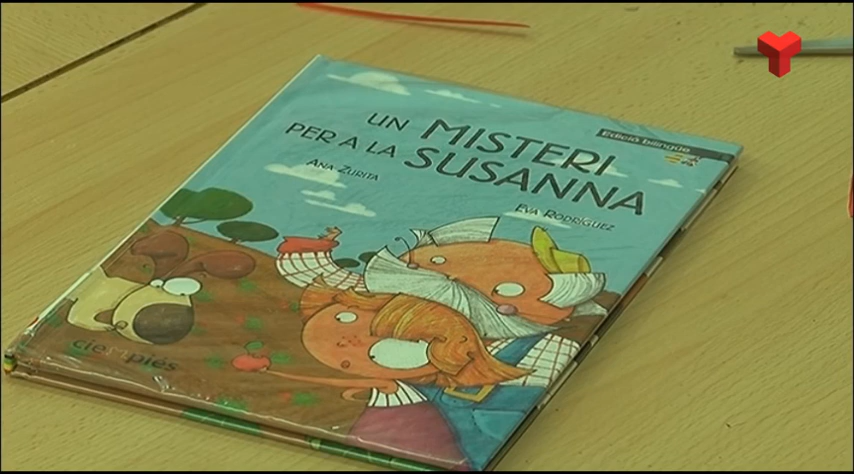 UN MISTERI
PER A LA SUSANNA
Edició bilingüe
ANA ZURITA
EVA RODRÍGUEZ
ciempiés